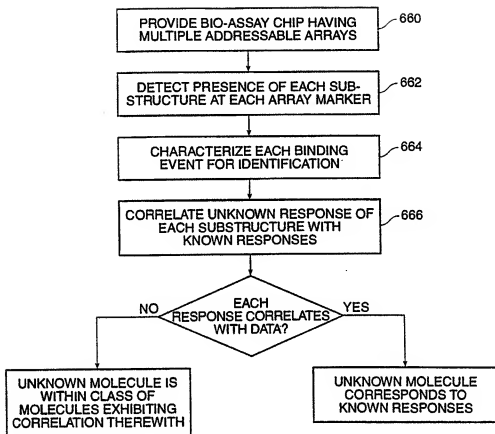 PROVIDE BIO-ASSAY CHIP HAVING
MULTIPLE ADDRESSABLE ARRAYS
660
DETECT PRESENCE OF EACH SUB-
STRUCTURE AT EACH ARRAY MARKER
662
CHARACTERIZE EACH BINDING
EVENT FOR IDENTIFICATION
664
CORRELATE UNKNOWN RESPONSE OF
EACH SUBSTRUCTURE WITH
KNOWN RESPONSES
666
EACH
RESPONSE CORRELATES
WITH DATA?
NO
YES
UNKNOWN MOLECULE IS
WITHIN CLASS OF
MOLECULES EXHIBITING
CORRELATION THEREWITH
UNKNOWN MOLECULE
CORRESPONDS TO
KNOWN RESPONSES